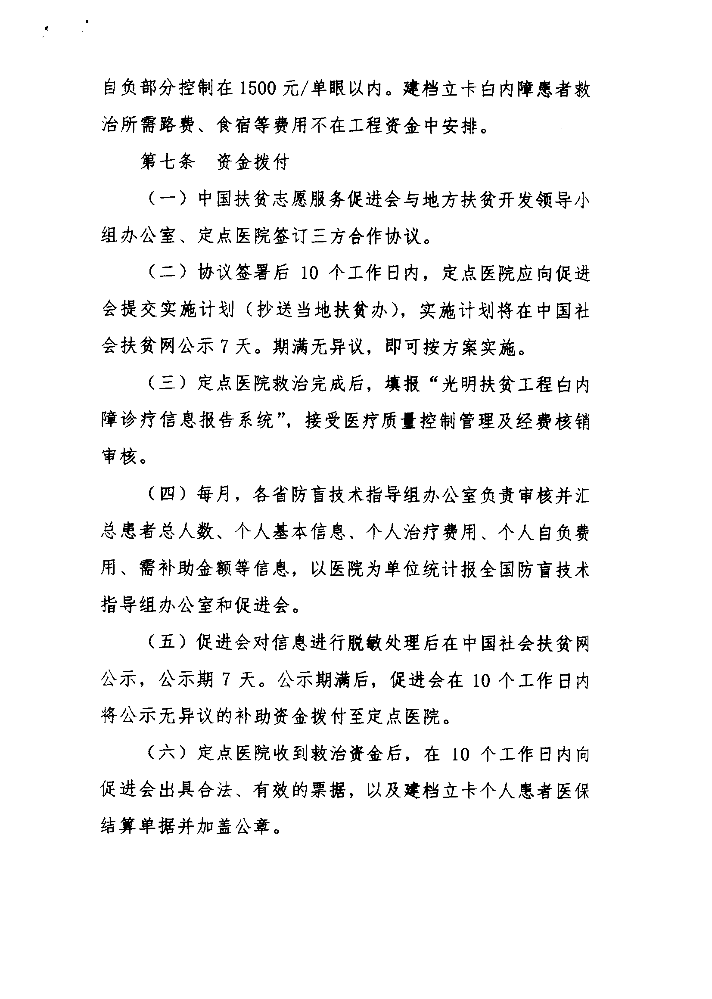 自负部分控制在 1500 元/单眼以内。建档立卡白内障患者救
治所需路费、食宿等费用不在工程资金中安排。
第七条　资金拨付
（一）中国扶贫志愿服务促进会与地方扶贫开发领导小
组办公室、定点医院签订三方合作协议。
（二）协议签署后 10 个工作日内，定点医院应向促进
会提交实施计划（抄送当地扶贫办），实施计划将在中国社
会扶贫网公示 7 天。期满无异议，即可按方案实施。
（三）定点医院救治完成后，填报“光明扶贫工程白内
障诊疗信息报告系统”，接受医疗质量控制管理及经费核销
审核。
（四）每月，各省防盲技术指导组办公室负责审核并汇
总患者总人数、个人基本信息、个人治疗费用、个人自负费
用、需补助金额等信息，以医院为单位统计报全国防盲技术
指导组办公室和促进会。
（五）促进会对信息进行脱敏处理后在中国社会扶贫网
公示，公示期 7 天。公示期满后，促进会在 10 个工作日内
将公示无异议的补助资金拨付至定点医院。
（六）定点医院收到救治资金后，在 10 个工作日内向
促进会出具合法、有效的票据，以及建档立卡个人患者医保
结算单据并加盖公章。